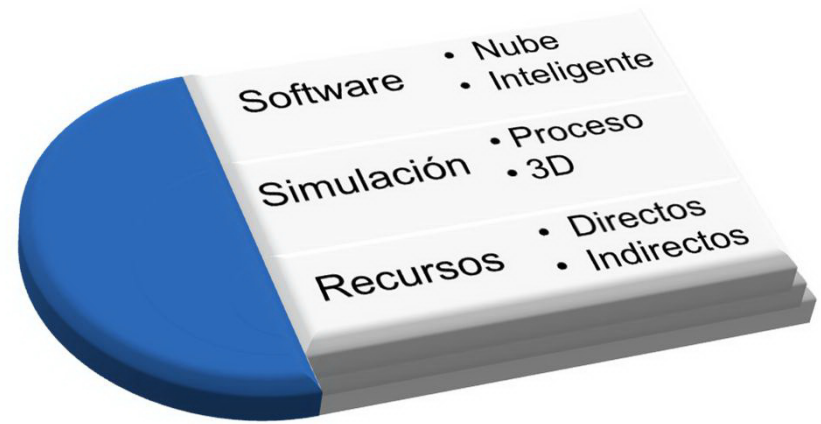 Software
• Nube
• Inteligente
Simulación
• Proceso
• 3D
Recursos
• Directos
• Indirectos